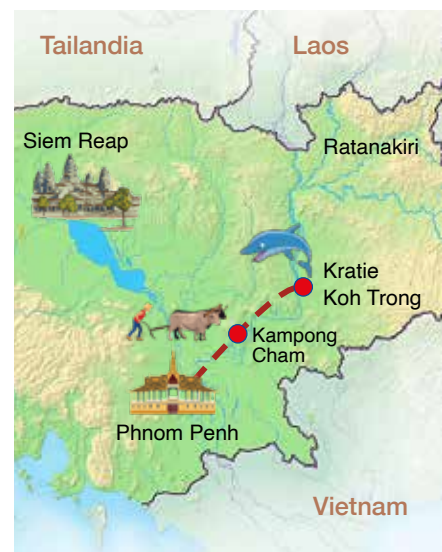 Tailandia
Laos
Siem Reap
Ratanakiri
Kratie
Koh Trong
Kampong
Cham
Phnom Penh
Vietnam